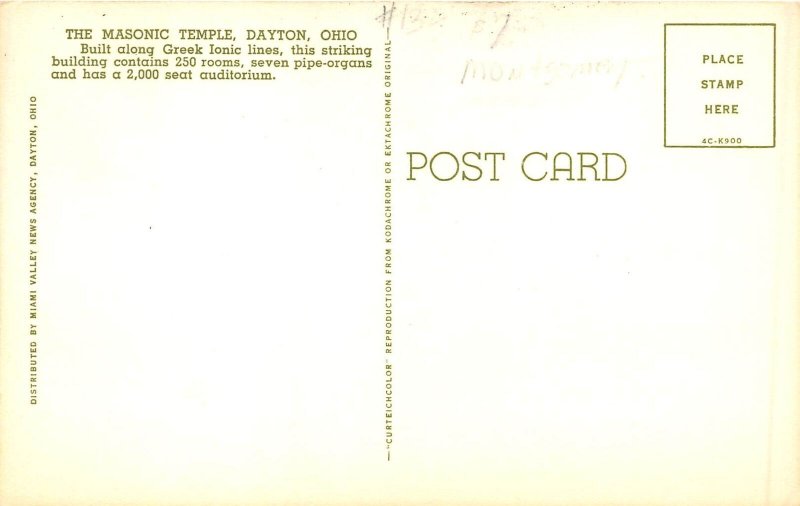 THE MASONIC TEMPLE, DAYTON, OHIO
Built along Greek Ionic lines, this striking
building contains 250 rooms, seven pipe-organs
and has a 2,000 seat auditorium.
DISTRIBUTED BY MIAMI VALLEY NEWS AGENCY, DAYTON, OHIO
—"CURTEICHCOLOR" REPRODUCTION FROM KODACHROME OR EKTACHROME ORIGINAL—
Montgomery
POST CARD
PLACE
STAMP
HERE
4C-K900